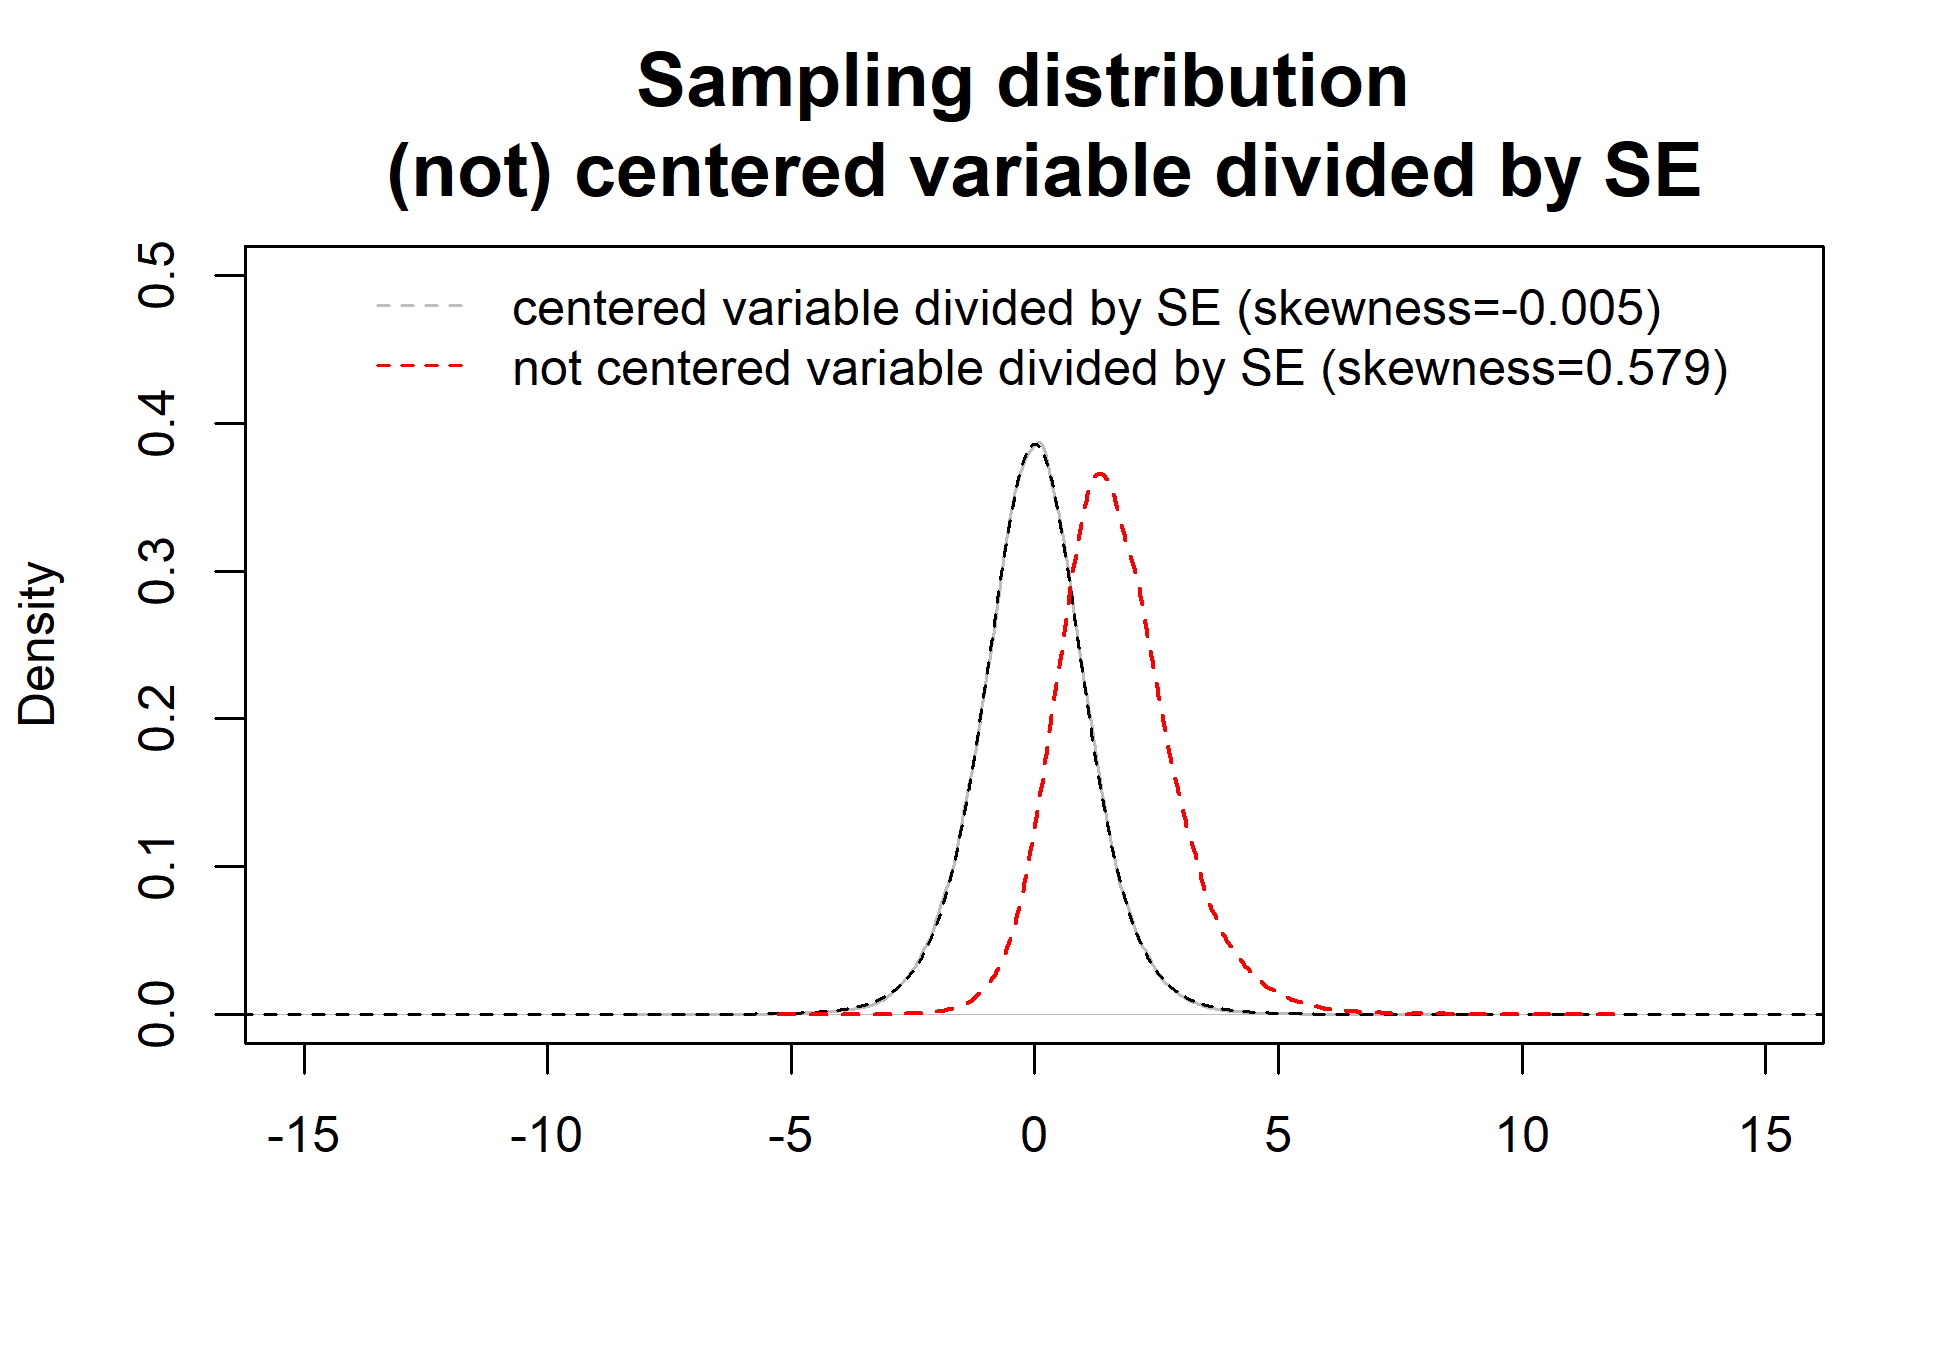 Sampling distribution
(not) centered variable divided by SE
centered variable divided by SE (skewness=-0.005)
not centered variable divided by SE (skewness=0.579)
Density
0.5
0.4
0.3
0.2
0.1
0.0
-15 -10 -5 0 5 10 15